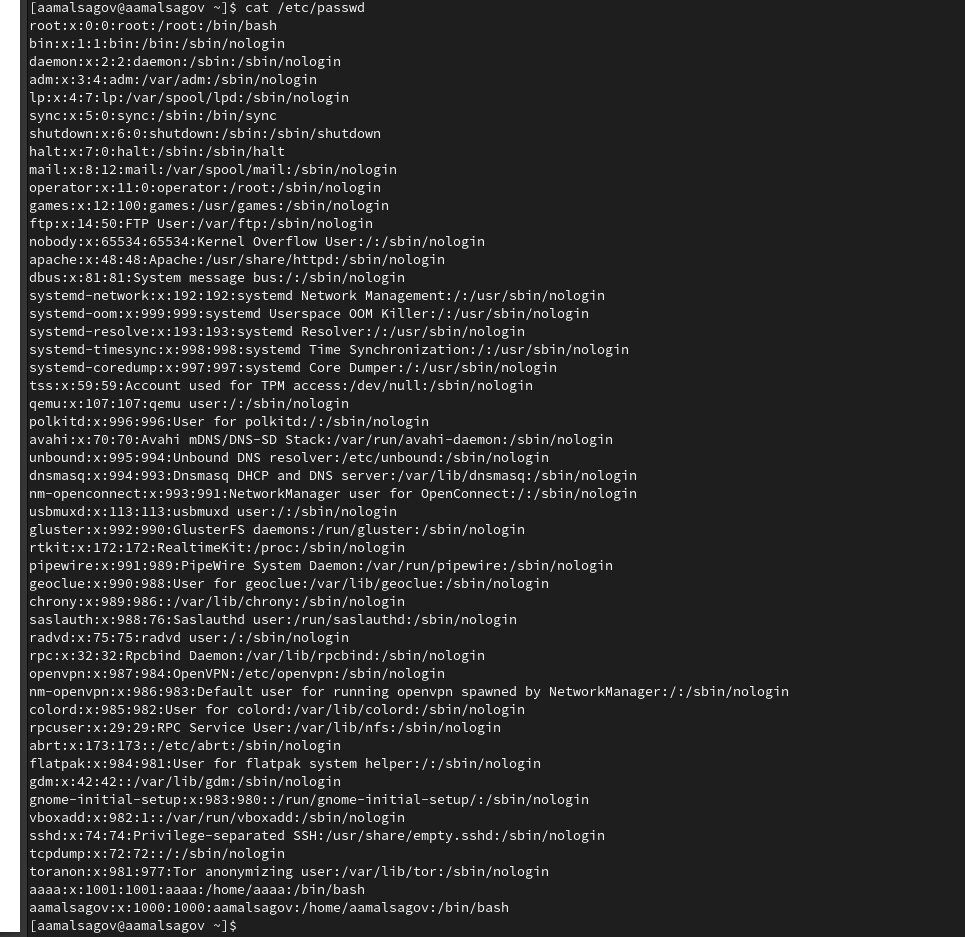 [aamalsagov@aamalsagov ~]$ cat /etc/passwd
root:x:0:0:root:/root:/bin/bash
bin:x:1:1:bin:/bin:/sbin/nologin
daemon:x:2:2:daemon:/sbin:/sbin/nologin
adm:x:3:4:adm:/var/adm:/sbin/nologin
lp:x:4:7:lp:/var/spool/lpd:/sbin/nologin
sync:x:5:0:sync:/sbin:/bin/sync
shutdown:x:6:0:shutdown:/sbin:/sbin/shutdown
halt:x:7:0:halt:/sbin:/sbin/halt
mail:x:8:12:mail:/var/spool/mail:/sbin/nologin
operator:x:11:0:operator:/root:/sbin/nologin
games:x:12:100:games:/usr/games:/sbin/nologin
ftp:x:14:50:FTP User:/var/ftp:/sbin/nologin
nobody:x:65534:65534:Kernel Overflow User:/:/sbin/nologin
apache:x:48:48:Apache:/usr/share/httpd:/sbin/nologin
dbus:x:81:81:System message bus:/:/sbin/nologin
systemd-network:x:192:192:systemd Network Management:/:/usr/sbin/nologin
systemd-oom:x:999:999:systemd Userspace OOM Killer:/:/usr/sbin/nologin
systemd-resolve:x:193:193:systemd Resolver:/:/usr/sbin/nologin
systemd-timesync:x:998:998:systemd Time Synchronization:/:/usr/sbin/nologin
systemd-coredump:x:997:997:systemd Core Dumper:/:/usr/sbin/nologin
tss:x:59:59:Account used for TPM access:/dev/null:/sbin/nologin
qemu:x:107:107:qemu user:/:/sbin/nologin
polkitd:x:996:996:User for polkitd:/:/sbin/nologin
avahi:x:70:70:Avahi mDNS/DNS-SD Stack:/var/run/avahi-daemon:/sbin/nologin
unbound:x:995:994:Unbound DNS resolver:/etc/unbound:/sbin/nologin
dnsmasq:x:994:993:Dnsmasq DHCP and DNS server:/var/lib/dnsmasq:/sbin/nologin
nm-openconnect:x:993:991:NetworkManager user for OpenConnect:/:/sbin/nologin
usbmuxd:x:113:113:usbmuxd user:/:/sbin/nologin
gluster:x:992:990:GlusterFS daemons:/run/gluster:/sbin/nologin
rtkit:x:172:172:RealtimeKit:/proc:/sbin/nologin
pipewire:x:991:989:PipeWire System Daemon:/var/run/pipewire:/sbin/nologin
geoclue:x:990:988:User for geoclue:/var/lib/geoclue:/sbin/nologin
chrony:x:989:986::/var/lib/chrony:/sbin/nologin
saslauth:x:988:76:Saslauthd user:/run/saslauthd:/sbin/nologin
radvd:x:75:75:radvd user:/:/sbin/nologin
rpc:x:32:32:Rpcbind Daemon:/var/lib/rpcbind:/sbin/nologin
openvpn:x:987:984:OpenVPN:/etc/openvpn:/sbin/nologin
nm-openvpn:x:986:983:Default user for running openvpn spawned by NetworkManager:/:/sbin/nologin
colord:x:985:982:User for colord:/var/lib/colord:/sbin/nologin
rpcuser:x:29:29:RPC Service User:/var/lib/nfs:/sbin/nologin
abrt:x:173:173::/etc/abrt:/sbin/nologin
flatpak:x:984:981:User for flatpak system helper:/:/sbin/nologin
gdm:x:42:42::/var/lib/gdm:/sbin/nologin
gnome-initial-setup:x:983:980::/run/gnome-initial-setup/:/sbin/nologin
vboxadd:x:982:1::/var/run/vboxadd:/sbin/nologin
sshd:x:74:74:Privilege-separated SSH:/usr/share/empty.sshd:/sbin/nologin
tcpdump:x:72:72::/:/sbin/nologin
toranon:x:981:977:Tor anonymizing user:/var/lib/tor:/sbin/nologin
aaaa:x:1001:1001:aaaa:/home/aaaa:/bin/bash
aamalsagov:x:1000:1000:aamalsagov:/home/aamalsagov:/bin/bash
[aamalsagov@aamalsagov ~]$